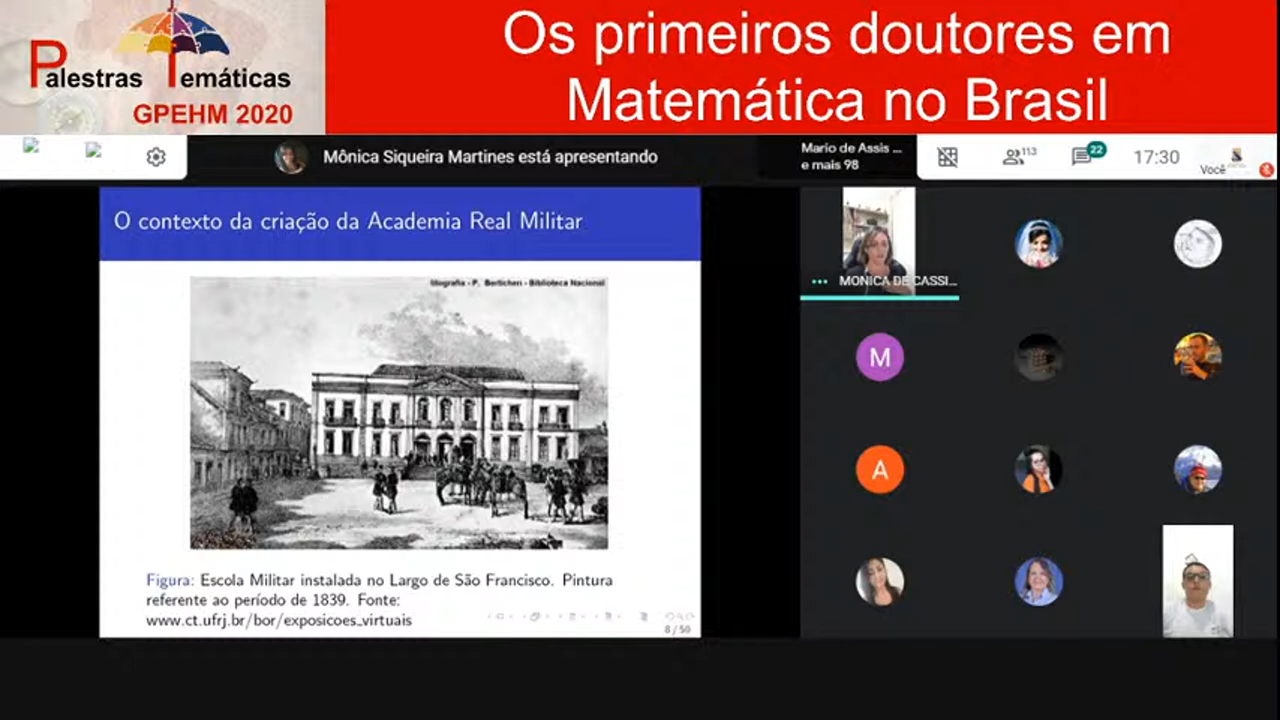 Palestras Temáticas
GPEHM 2020
Os primeiros doutores em
Matemática no Brasil
Mônica Siqueira Martines está apresentando
Mario de Assis ...
e mais 98
113
22
17:30
Você
O contexto da criação da Academia Real Militar
litografia - P. Bertichen - Biblioteca Nacional
MONICA DE CASSI...
M
A
Figura: Escola Militar instalada no Largo de São Francisco. Pintura
referente ao período de 1839. Fonte:
www.ct.ufrj.br/bor/exposicoes_virtuais
8 / 50